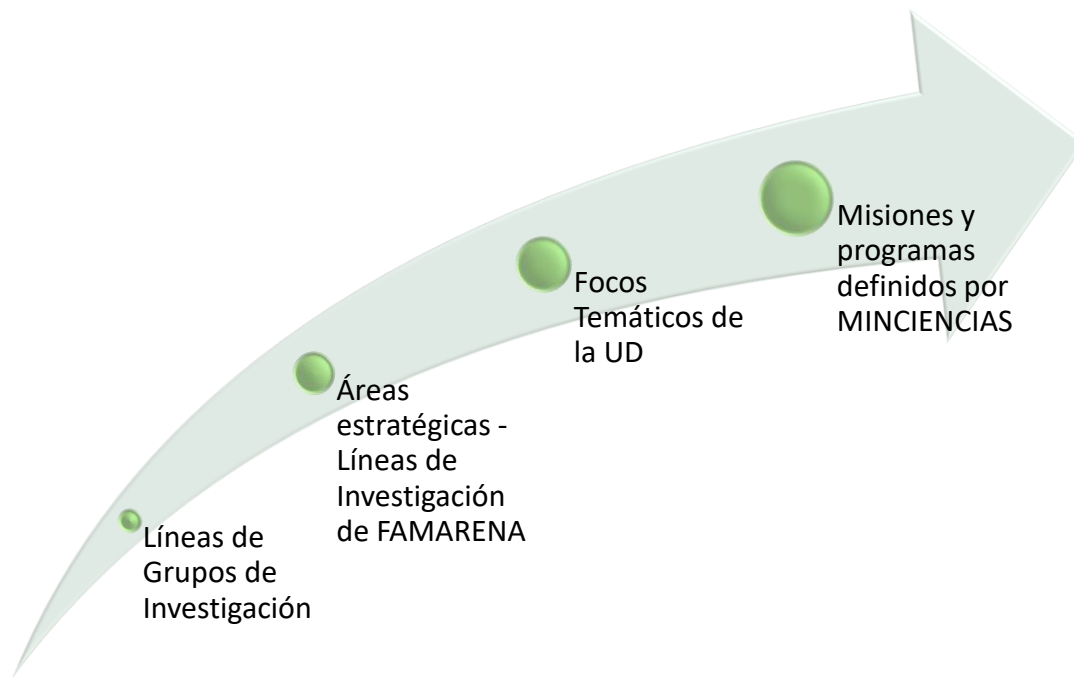 Líneas de
Grupos de
Investigación
Áreas
estratégicas -
Líneas de
Investigación
de FAMARENA
Focos
Temáticos de
la UD
Misiones y
programas
definidos por
MINCIENCIAS